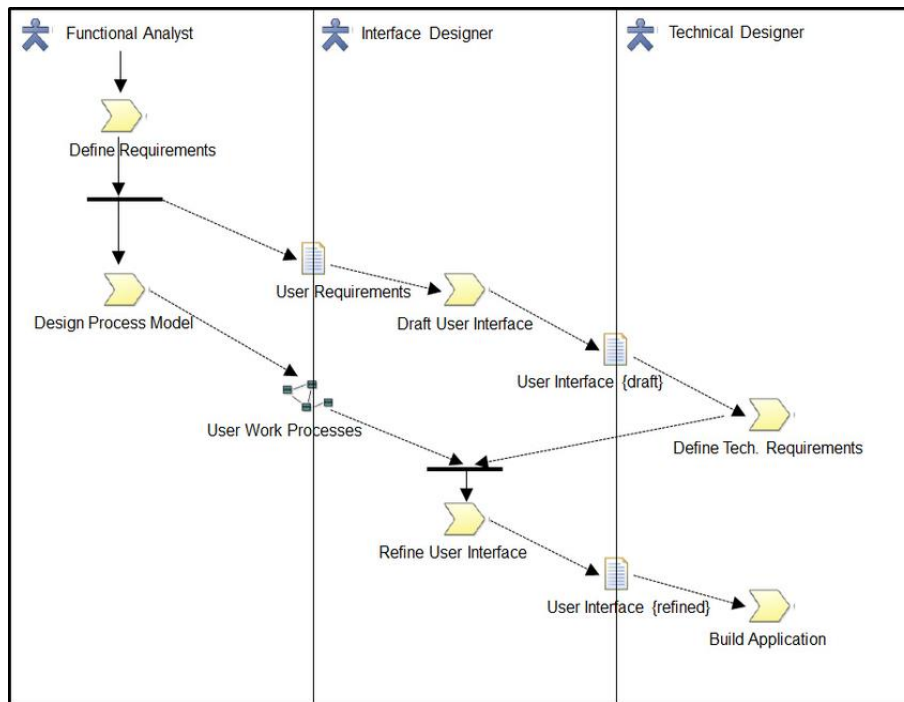 Functional Analyst
Interface Designer
Technical Designer
Define Requirements
User Requirements
Design Process Model
Draft User Interface
User Interface {draft}
User Work Processes
Define Tech. Requirements
Refine User Interface
User Interface {refined}
Build Application